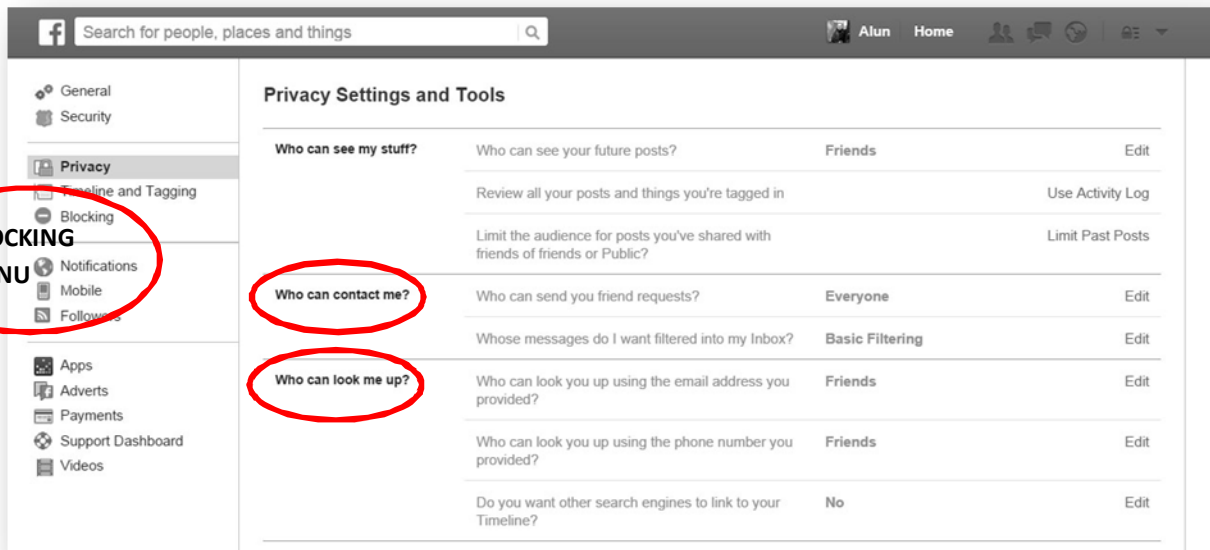 f Search for people, places and things Alun Home
General
Security
Privacy
Timeline and Tagging
Blocking
OCKING
NU
Notifications
Mobile
Followers
Apps
Adverts
Payments
Support Dashboard
Videos
Privacy Settings and Tools
Who can see my stuff? Who can see your future posts? Friends Edit
Review all your posts and things you're tagged in Use Activity Log
Limit the audience for posts you've shared with Limit Past Posts
friends of friends or Public?
Who can contact me? Who can send you friend requests? Everyone Edit
Whose messages do I want filtered into my Inbox? Basic Filtering Edit
Who can look me up? Who can look you up using the email address you Friends Edit
provided?
Who can look you up using the phone number you Friends Edit
provided?
Do you want other search engines to link to your No Edit
Timeline?